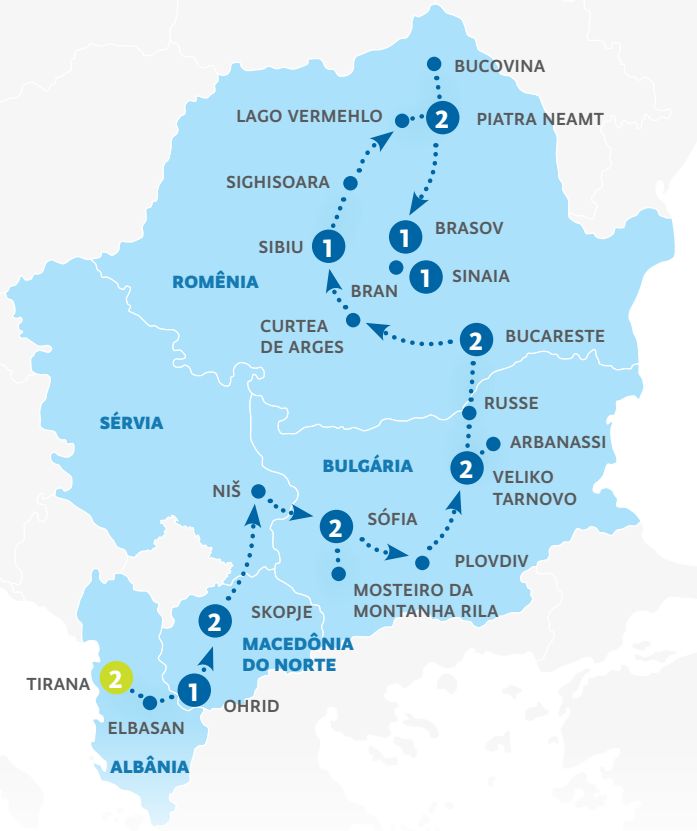 BUCOVINA
LAGO VERMEHLO
2
PIATRA NEAMT
SIGHISOARA
1
BRASOV
SIBIU
1
1
SINAIA
ROMÊNIA
BRAN
CURTEA
DE ARGES
2
BUCARESTE
RUSSE
SÉRVIA
ARBANASSI
BULGÁRIA
2
VELIKO
TARNOVO
NIŠ
2
SÓFIA
PLOVDIV
MOSTEIRO DA
MONTANHA RILA
2
SKOPJE
MACEDÔNIA
DO NORTE
TIRANA
2
1
OHRID
ELBASAN
ALBÂNIA